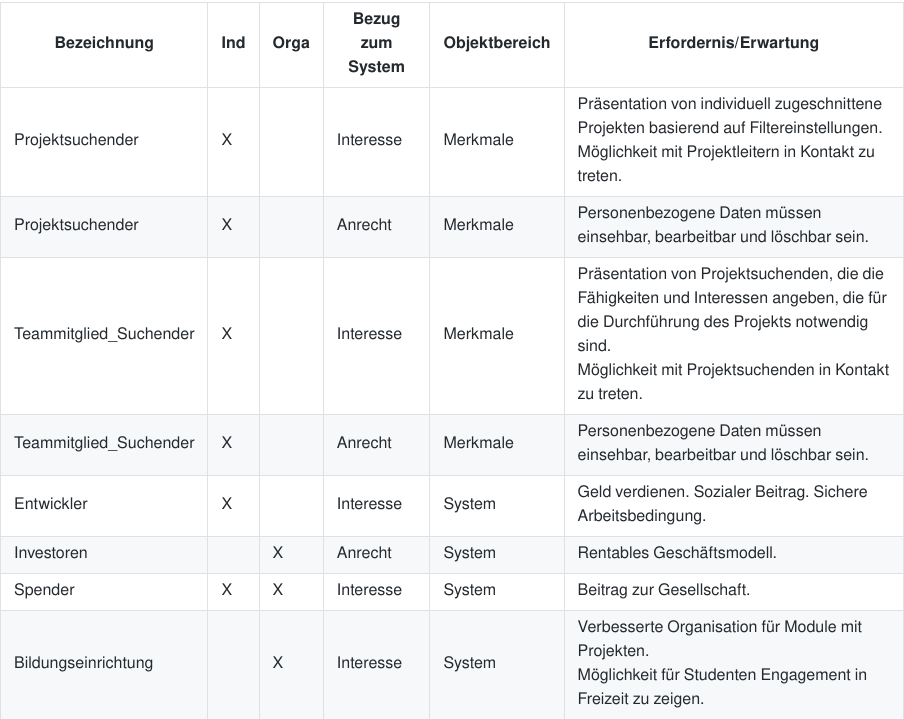 Bezeichnung Ind Orga Bezug zum System Objektbereich Erfordernis/Erwartung
Projektsuchender X Interesse Merkmale Präsentation von individuell zugeschnittene
Projekten basierend auf Filtereinstellungen.
Möglichkeit mit Projektleitern in Kontakt zu
treten.
Projektsuchender X Anrecht Merkmale Personenbezogene Daten müssen
einsehbar, bearbeitbar und löschbar sein.
Teammitglied_Suchender X Interesse Merkmale Präsentation von Projektsuchenden, die die
Fähigkeiten und Interessen angeben, die für
die Durchführung des Projekts notwendig
sind.
Möglichkeit mit Projektsuchenden in Kontakt
zu treten.
Teammitglied_Suchender X Anrecht Merkmale Personenbezogene Daten müssen
einsehbar, bearbeitbar und löschbar sein.
Entwickler X Interesse System Geld verdienen. Sozialer Beitrag. Sichere
Arbeitsbedingung.
Investoren X Anrecht System Rentables Geschäftsmodell.
Spender X X Interesse System Beitrag zur Gesellschaft.
Bildungseinrichtung X Interesse System Verbesserte Organisation für Module mit
Projekten.
Möglichkeit für Studenten Engagement in
Freizeit zu zeigen.